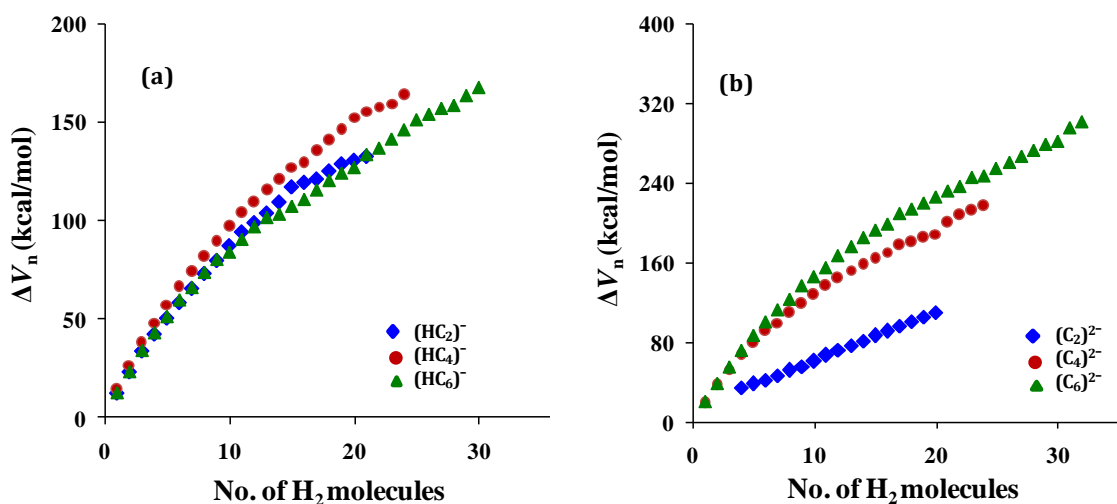 (a)
ΔVₙ (kcal/mol)
200
150
100
50
0
0 10 20 30
No. of H₂ molecules
(HC₂)⁻
(HC₄)⁻
(HC₆)⁻
(b)
ΔVₙ (kcal/mol)
400
320
240
160
80
0
0 10 20 30
No. of H₂ molecules
(C₂)²⁻
(C₄)²⁻
(C₆)²⁻